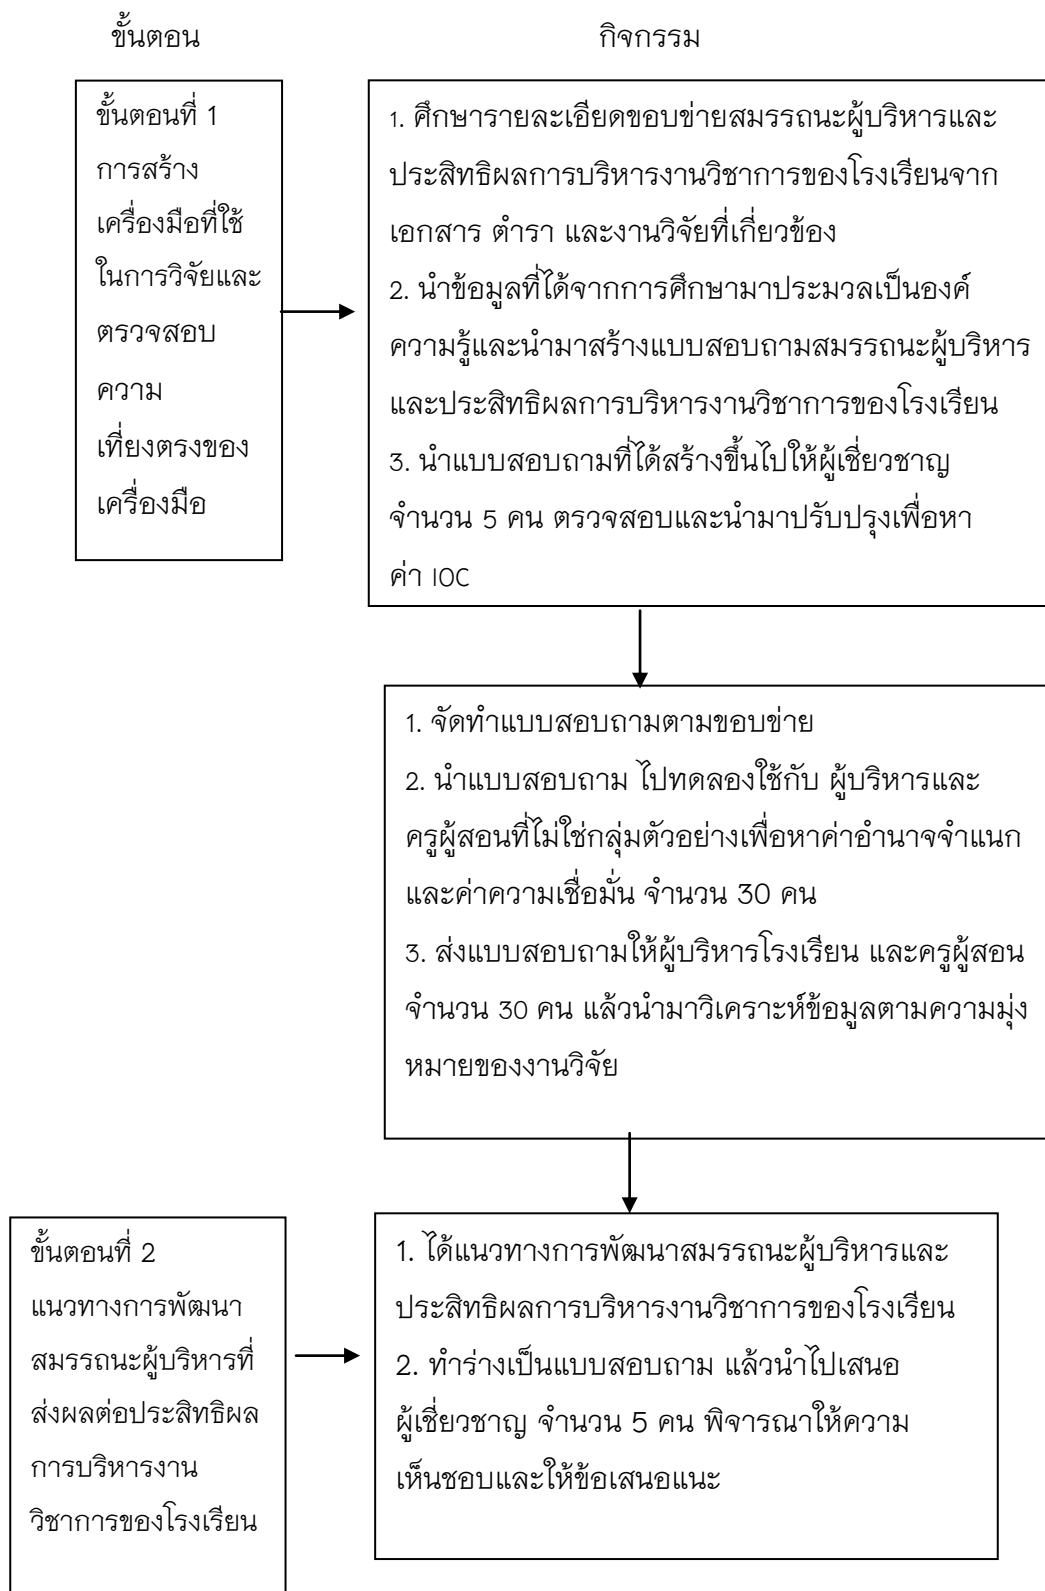 ขั้นตอน
กิจกรรม
ขั้นตอนที่ 1
การสร้าง
เครื่องมือที่ใช้
ในการวิจัยและ
ตรวจสอบ
ความ
เที่ยงตรงของ
เครื่องมือ
1. ศึกษารายละเอียดขอบข่ายสมรรถนะผู้บริหารและ
ประสิทธิผลการบริหารงานวิชาการของโรงเรียนจาก
เอกสาร ตำรา และงานวิจัยที่เกี่ยวข้อง
2. นำข้อมูลที่ได้จากการศึกษามาประมวลเป็นองค์
ความรู้และนำมาสร้างแบบสอบถามสมรรถนะผู้บริหาร
และประสิทธิผลการบริหารงานวิชาการของโรงเรียน
3. นำแบบสอบถามที่ได้สร้างขึ้นไปให้ผู้เชี่ยวชาญ
จำนวน 5 คน ตรวจสอบและนำมาปรับปรุงเพื่อหา
ค่า IOC
1. จัดทำแบบสอบถามตามขอบข่าย
2. นำแบบสอบถาม ไปทดลองใช้กับ ผู้บริหารและ
ครูผู้สอนที่ไม่ใช่กลุ่มตัวอย่างเพื่อหาค่าอำนาจจำแนก
และค่าความเชื่อมั่น จำนวน 30 คน
3. ส่งแบบสอบถามให้ผู้บริหารโรงเรียน และครูผู้สอน
จำนวน 30 คน แล้วนำมาวิเคราะห์ข้อมูลตามความมุ่ง
หมายของงานวิจัย
ขั้นตอนที่ 2
แนวทางการพัฒนา
สมรรถนะผู้บริหารที่
ส่งผลต่อประสิทธิผล
การบริหารงาน
วิชาการของโรงเรียน
1. ได้แนวทางการพัฒนาสมรรถนะผู้บริหารและ
ประสิทธิผลการบริหารงานวิชาการของโรงเรียน
2. ทำร่างเป็นแบบสอบถาม แล้วนำไปเสนอ
ผู้เชี่ยวชาญ จำนวน 5 คน พิจารณาให้ความ
เห็นชอบและให้ข้อเสนอแนะ